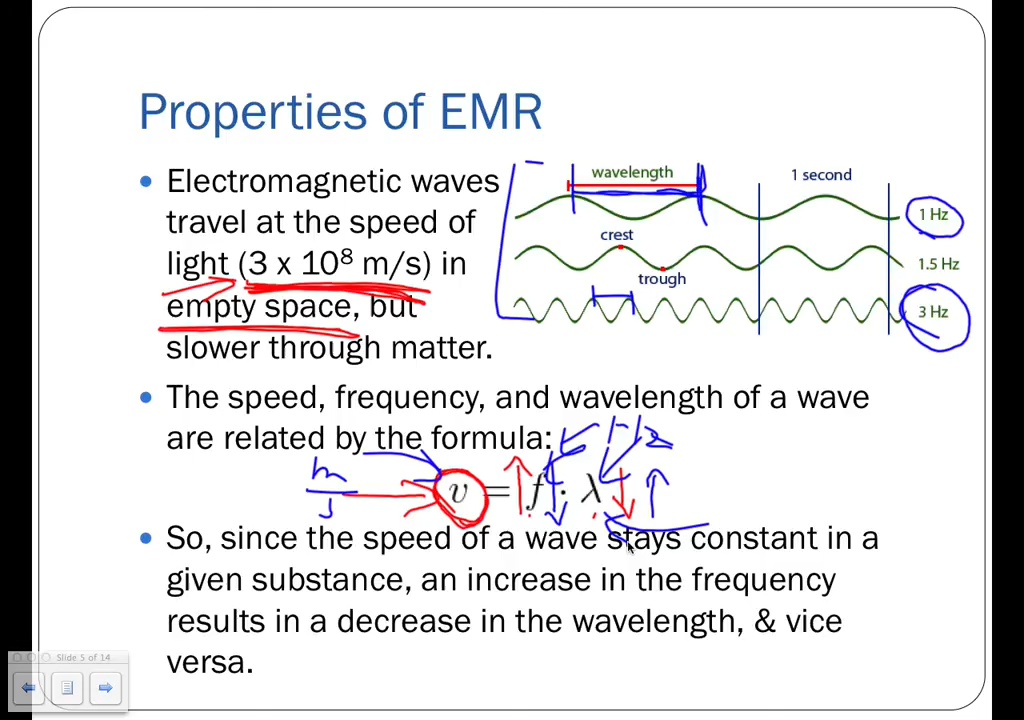 Properties of EMR
• Electromagnetic waves
travel at the speed of
light (3 x 10⁸ m/s) in
empty space, but
slower through matter.
wavelength
1 second
1 Hz
crest
1.5 Hz
trough
3 Hz
• The speed, frequency, and wavelength of a wave
are related by the formula:
Hz
m
s
v = f · λ
• So, since the speed of a wave stays constant in a
given substance, an increase in the frequency
results in a decrease in the wavelength, & vice
versa.
Slide 5 of 14